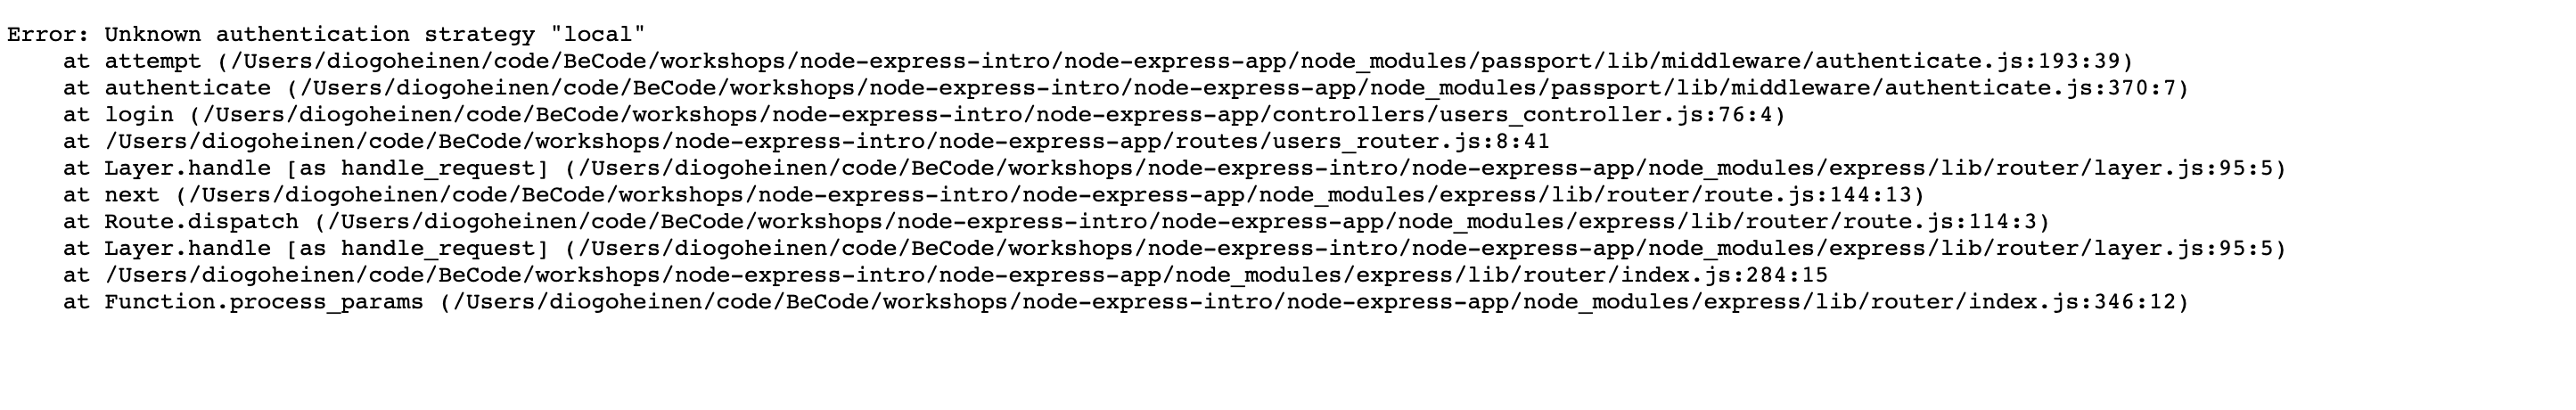 Error: Unknown authentication strategy "local"
at attempt (/Users/diogoheinen/code/BeCode/workshops/node-express-intro/node-express-app/node_modules/passport/lib/middleware/authenticate.js:193:39)
at authenticate (/Users/diogoheinen/code/BeCode/workshops/node-express-intro/node-express-app/node_modules/passport/lib/middleware/authenticate.js:370:7)
at login (/Users/diogoheinen/code/BeCode/workshops/node-express-intro/node-express-app/controllers/users_controller.js:76:4)
at /Users/diogoheinen/code/BeCode/workshops/node-express-intro/node-express-app/routes/users_router.js:8:41
at Layer.handle [as handle_request] (/Users/diogoheinen/code/BeCode/workshops/node-express-intro/node-express-app/node_modules/express/lib/router/layer.js:95:5)
at next (/Users/diogoheinen/code/BeCode/workshops/node-express-intro/node-express-app/node_modules/express/lib/router/route.js:144:13)
at Route.dispatch (/Users/diogoheinen/code/BeCode/workshops/node-express-intro/node-express-app/node_modules/express/lib/router/route.js:114:3)
at Layer.handle [as handle_request] (/Users/diogoheinen/code/BeCode/workshops/node-express-intro/node-express-app/node_modules/express/lib/router/layer.js:95:5)
at /Users/diogoheinen/code/BeCode/workshops/node-express-intro/node-express-app/node_modules/express/lib/router/index.js:284:15
at Function.process_params (/Users/diogoheinen/code/BeCode/workshops/node-express-intro/node-express-app/node_modules/express/lib/router/index.js:346:12)